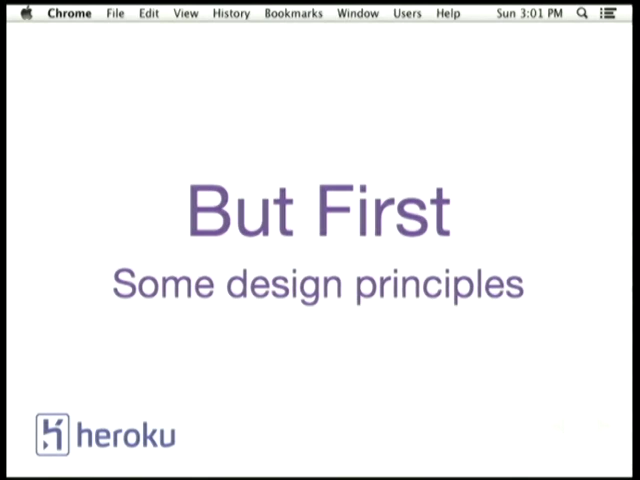 Chrome File Edit View History Bookmarks Window Users Help Sun 3:01 PM
But First
Some design principles
heroku